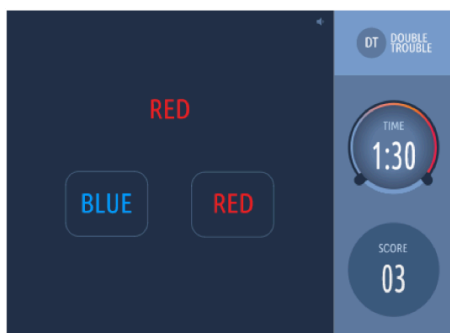 DT DOUBLE
TROUBLE
RED
BLUE RED
TIME
1:30
SCORE
03